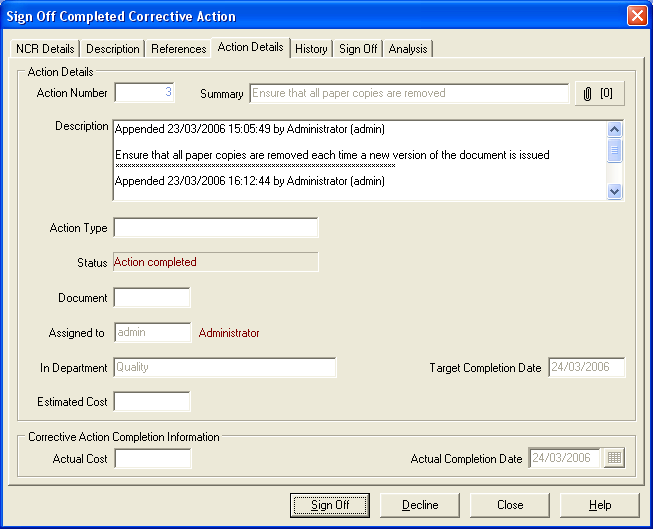 Sign Off Completed Corrective Action
NCR Details Description References Action Details History Sign Off Analysis
Action Details
Action Number 3 Summary Ensure that all paper copies are removed [0]
Description Appended 23/03/2006 15:05:49 by Administrator (admin)
Ensure that all paper copies are removed each time a new version of the document is issued
Appended 23/03/2006 16:12:44 by Administrator (admin)
Action Type
Status Action completed
Document
Assigned to admin Administrator
In Department Quality Target Completion Date 24/03/2006
Estimated Cost
Corrective Action Completion Information
Actual Cost Actual Completion Date 24/03/2006
Sign Off Decline Close Help